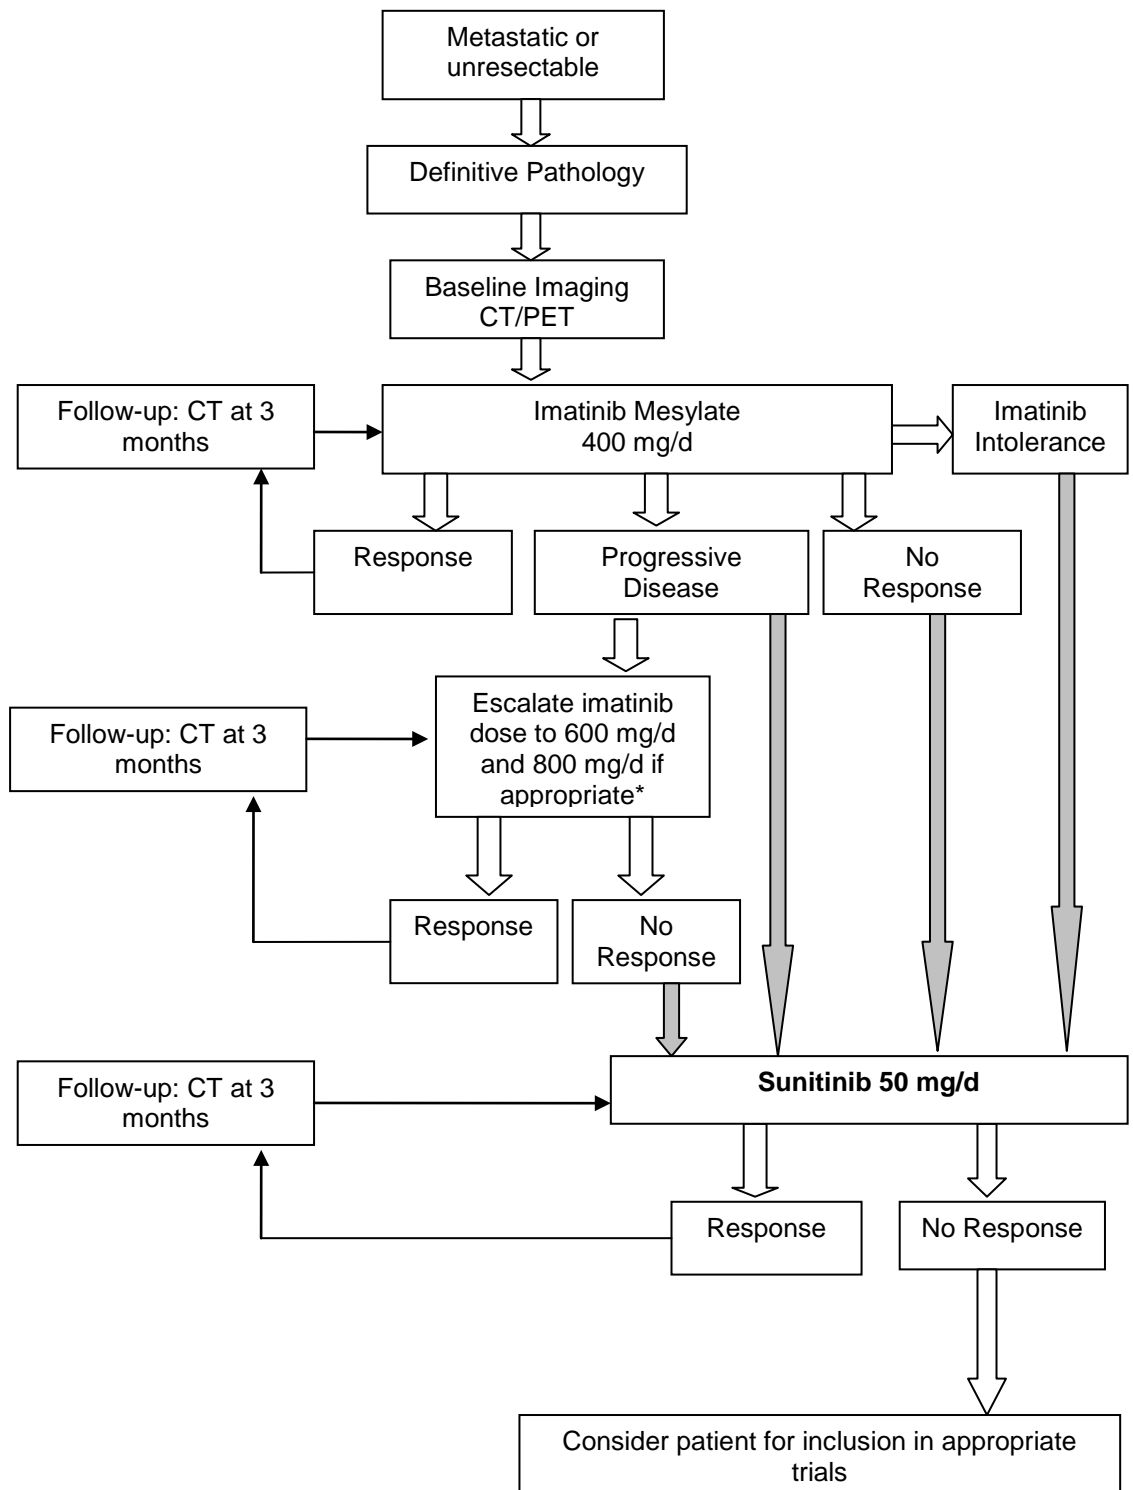 Metastatic or
unresectable
Definitive Pathology
Baseline Imaging
CT/PET
Follow-up: CT at 3
months
Imatinib Mesylate
400 mg/d
Imatinib
Intolerance
Response
Progressive
Disease
No
Response
Escalate imatinib
dose to 600 mg/d
and 800 mg/d if
appropriate*
Follow-up: CT at 3
months
Response
No
Response
Follow-up: CT at 3
months
Sunitinib 50 mg/d
Response
No Response
Consider patient for inclusion in appropriate
trials